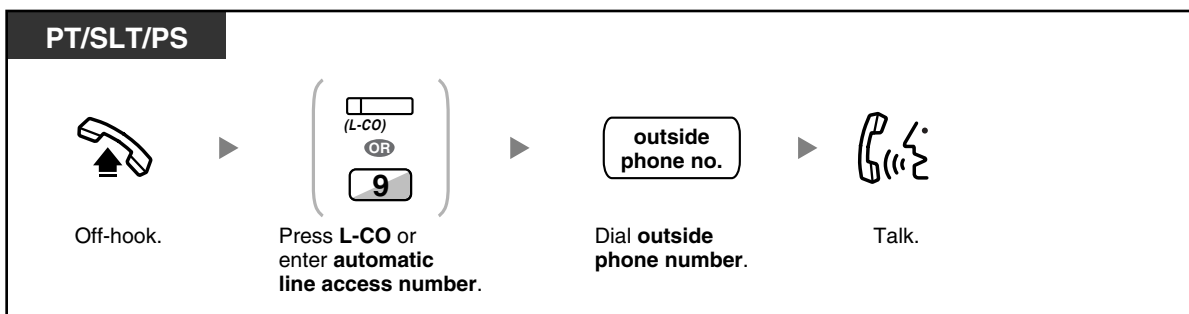 PT/SLT/PS
(L-CO)
OR
9
outside
phone no.
Off-hook.
Press L-CO or
enter automatic
line access number.
Dial outside
phone number.
Talk.